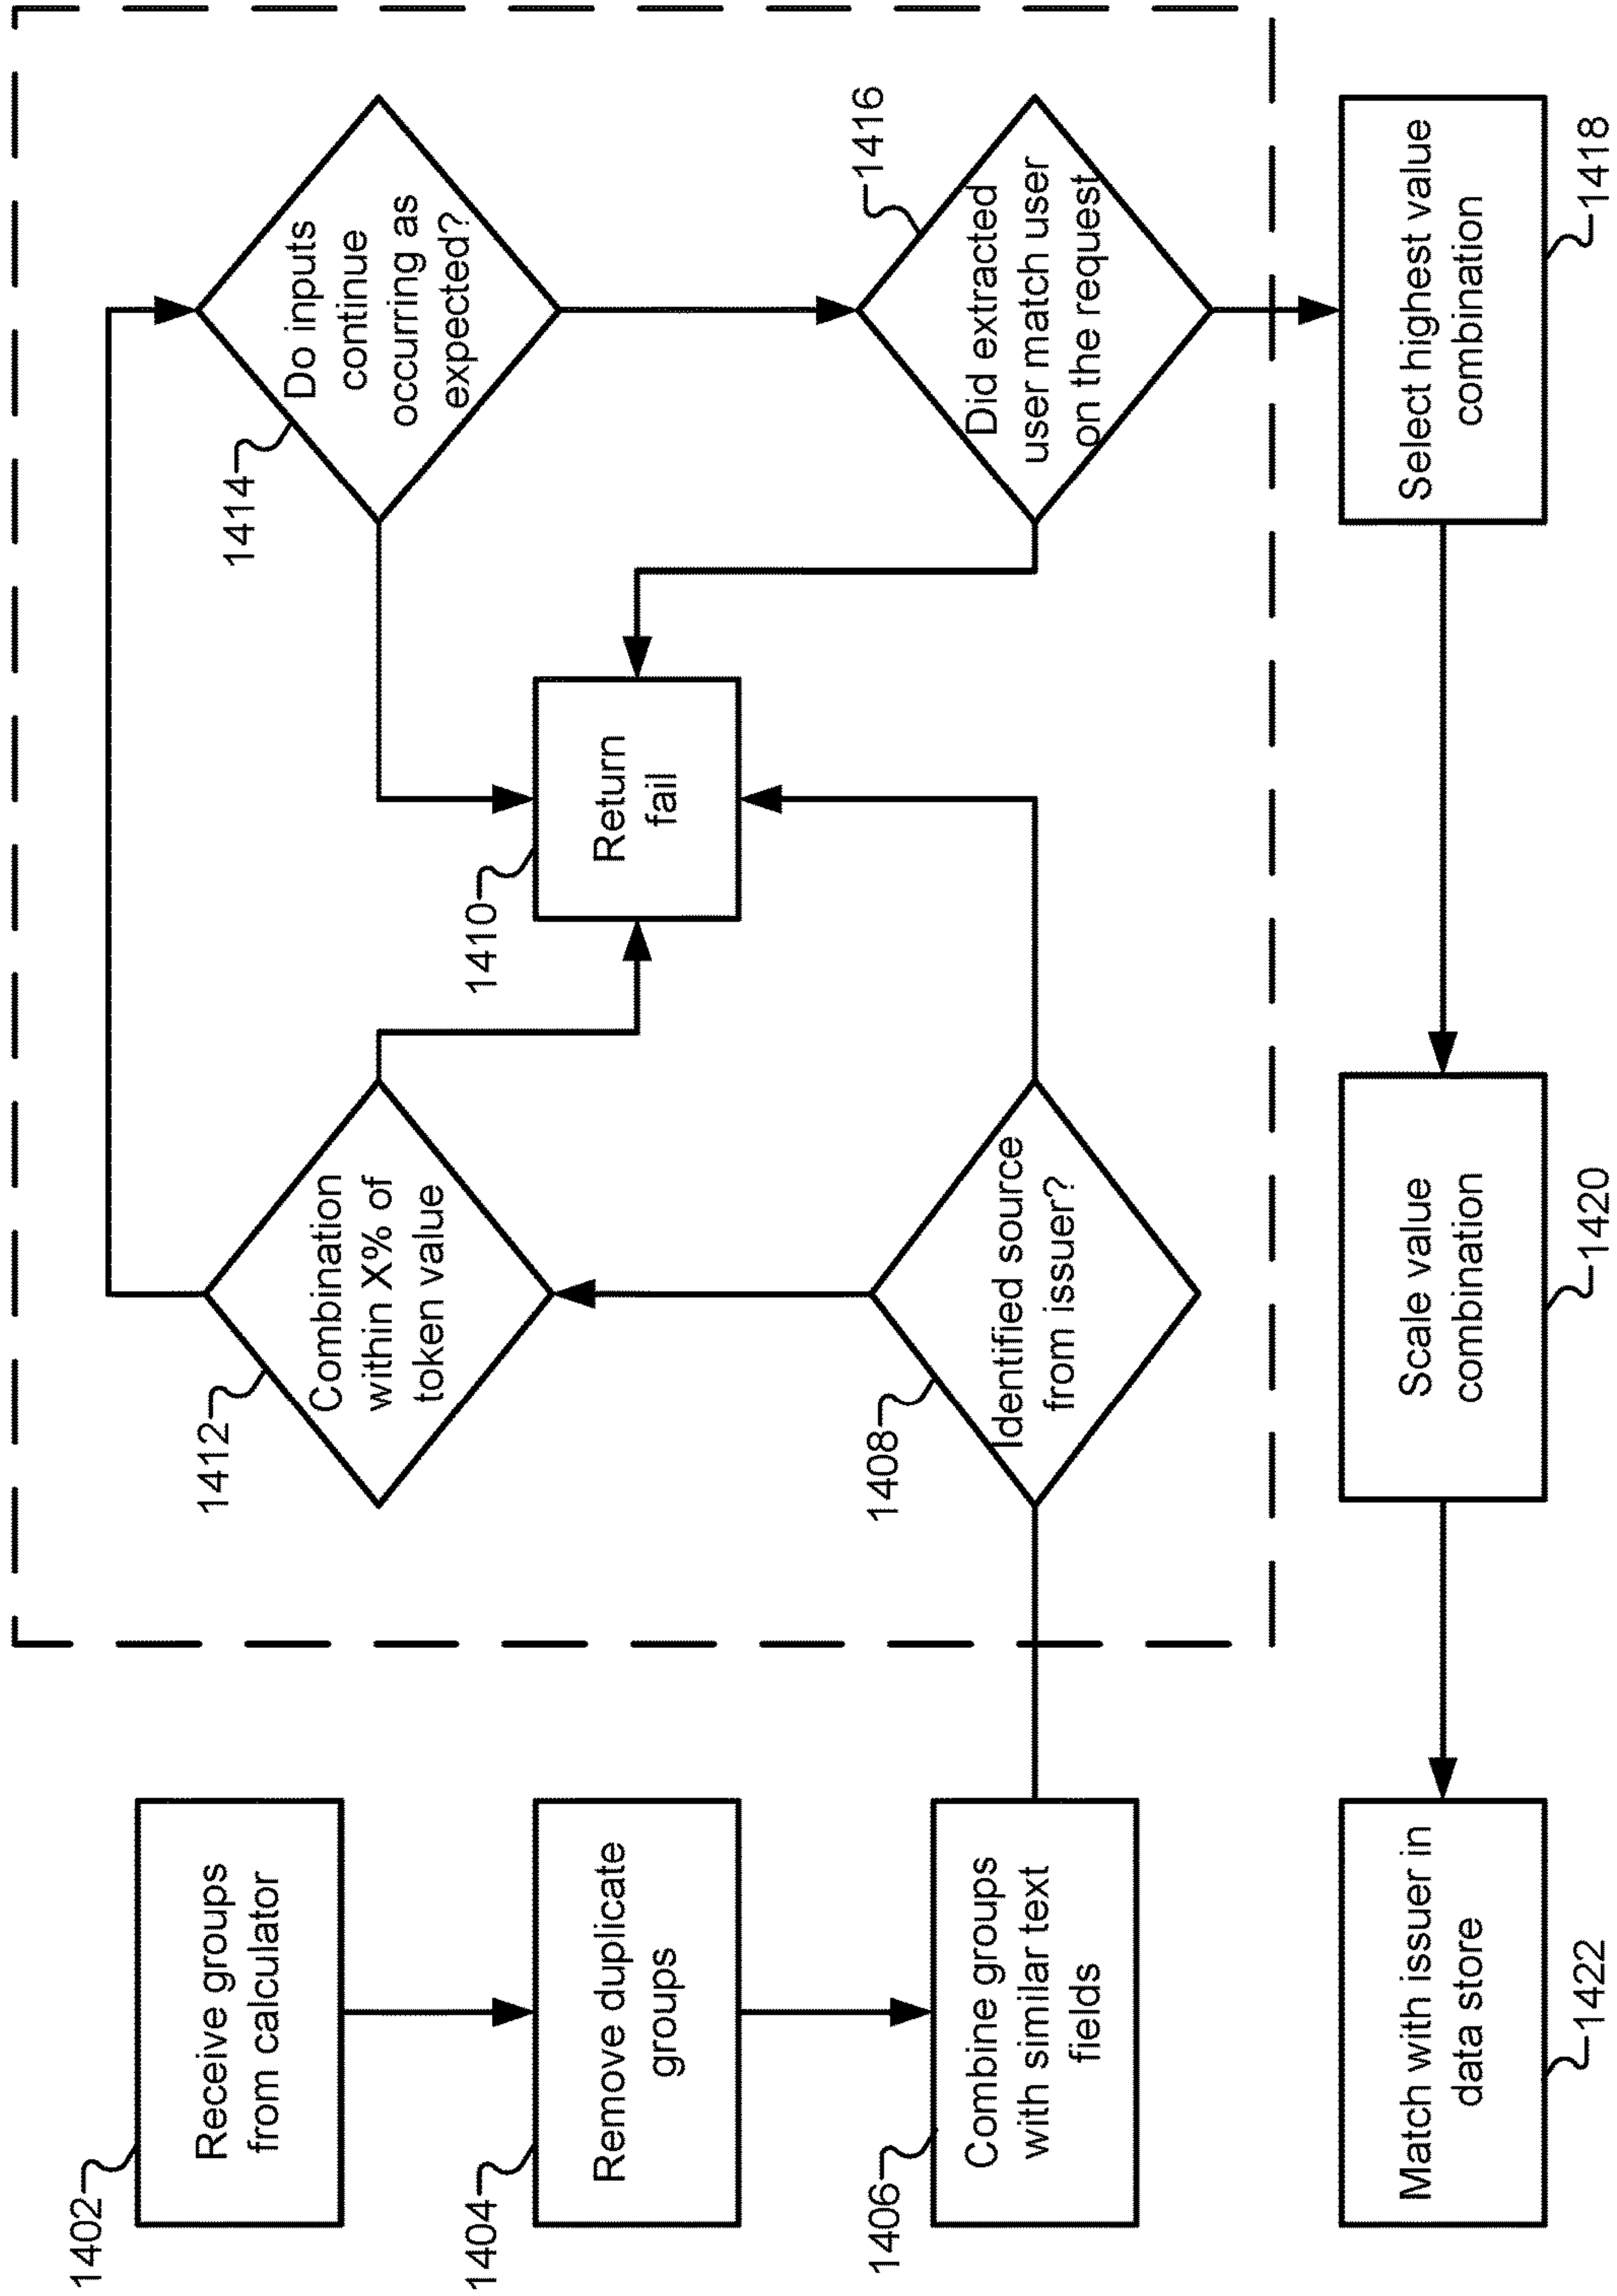 1402
Receive groups
from calculator
1404
Remove duplicate
groups
1406
Combine groups
with similar text
fields
1408
Identified source
from issuer?
1410
Return
fail
1412
Combination
within X% of
token value
1414
Do inputs
continue
occurring as
expected?
1416
Did extracted
user match user
on the request
Select highest value
combination
1418
Scale value
combination
1420
Match with issuer in
data store
1422